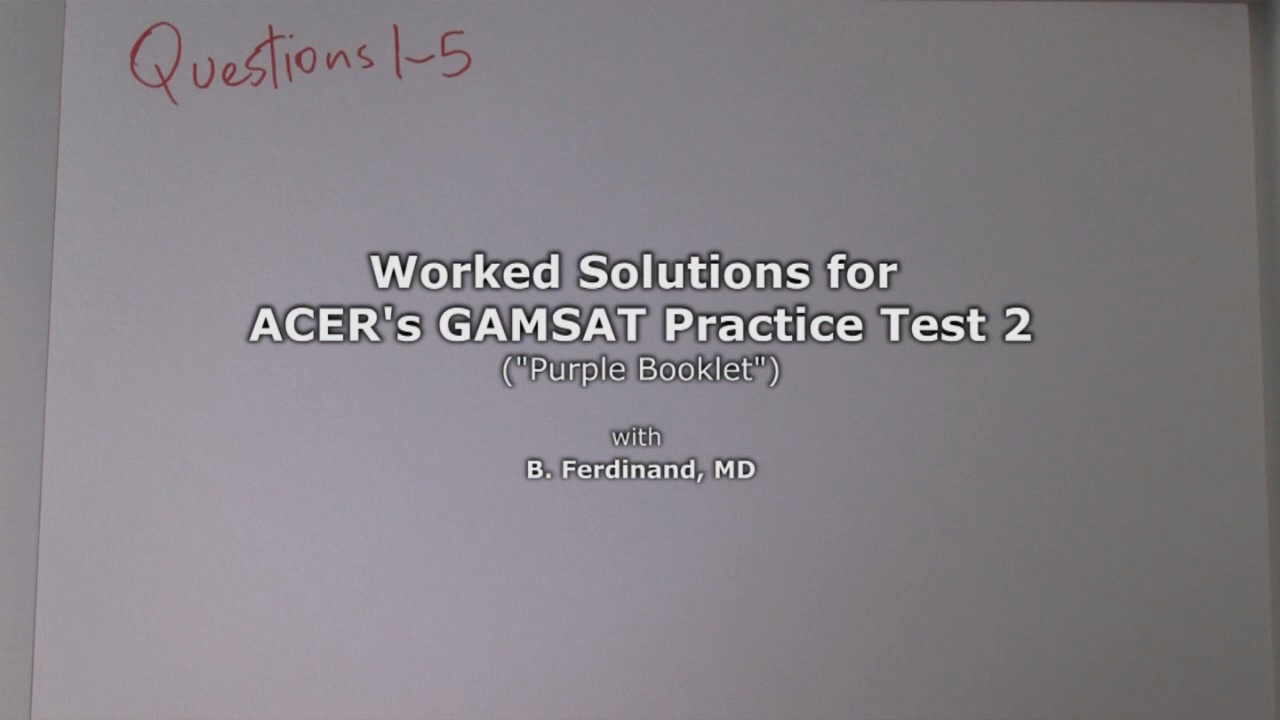 Questions 1-5
Worked Solutions for
ACER's GAMSAT Practice Test 2
("Purple Booklet")
with
B. Ferdinand, MD